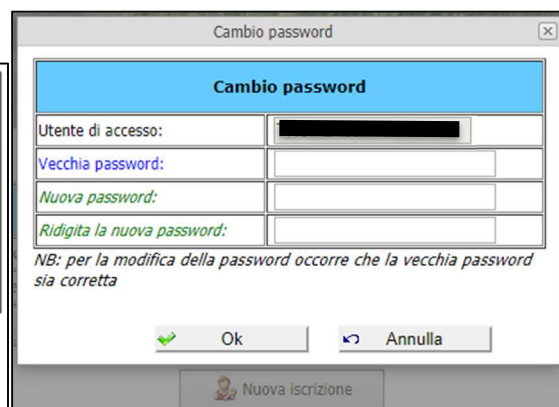 Cambio password
Cambio password
Utente di accesso:
Vecchia password:
Nuova password:
Ridigita la nuova password:
NB: per la modifica della password occorre che la vecchia password
sia corretta
Ok Annulla
Nuova iscrizione